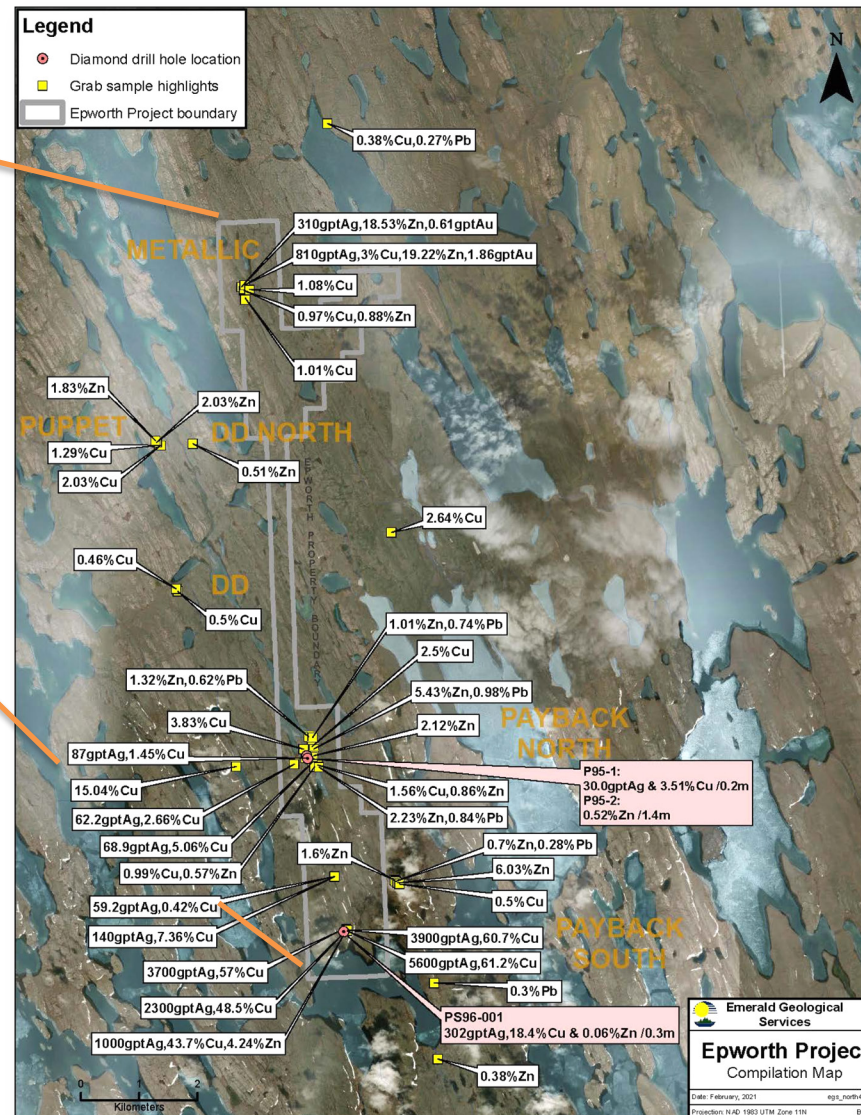 Legend
Diamond drill hole location
Grab sample highlights
Epworth Project boundary
N
0.38%Cu,0.27%Pb
310gptAg,18.53%Zn,0.61gptAu
METALLIC
810gptAg,3%Cu,19.22%Zn,1.86gptAu
1.08%Cu
0.97%Cu,0.88%Zn
1.01%Cu
1.83%Zn
2.03%Zn
PUPPET
DD NORTH
1.29%Cu
0.51%Zn
2.03%Cu
EPWORTH PROPERTY BOUNDARY
2.64%Cu
0.46%Cu
DD
0.5%Cu
1.01%Zn,0.74%Pb
2.5%Cu
1.32%Zn,0.62%Pb
5.43%Zn,0.98%Pb
3.83%Cu
2.12%Zn
PAYBACK
NORTH
87gptAg,1.45%Cu
P95-1:
30.0gptAg & 3.51%Cu /0.2m
P95-2:
0.52%Zn /1.4m
15.04%Cu
1.56%Cu,0.86%Zn
62.2gptAg,2.66%Cu
2.23%Zn,0.84%Pb
68.9gptAg,5.06%Cu
1.6%Zn
0.7%Zn,0.28%Pb
0.99%Cu,0.57%Zn
6.03%Zn
59.2gptAg,0.42%Cu
0.5%Cu
140gptAg,7.36%Cu
PAYBACK
SOUTH
3900gptAg,60.7%Cu
3700gptAg,57%Cu
5600gptAg,61.2%Cu
0.3%Pb
2300gptAg,48.5%Cu
PS96-001
302gptAg,18.4%Cu & 0.06%Zn /0.3m
1000gptAg,43.7%Cu,4.24%Zn
0.38%Zn
0 1 2
Kilometers
Emerald Geological
Services
Epworth Projec
Compilation Map
Date: February, 2021 egs_northe
Projection: NAD 1983 UTM Zone 11N